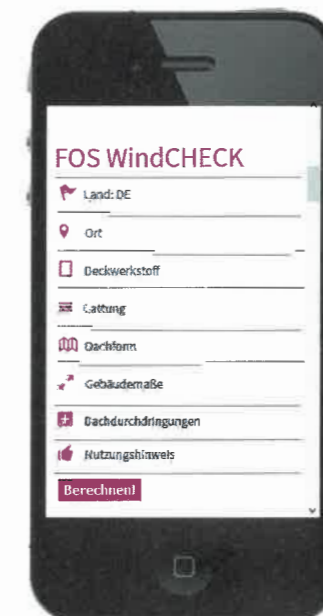 FOS WindCHECK
Land: DE
Ort
Deckwerkstoff
Lattung
Dachform
Gebäudemaße
Dachdurchdringungen
Nutzungshinweis
Berechnen!